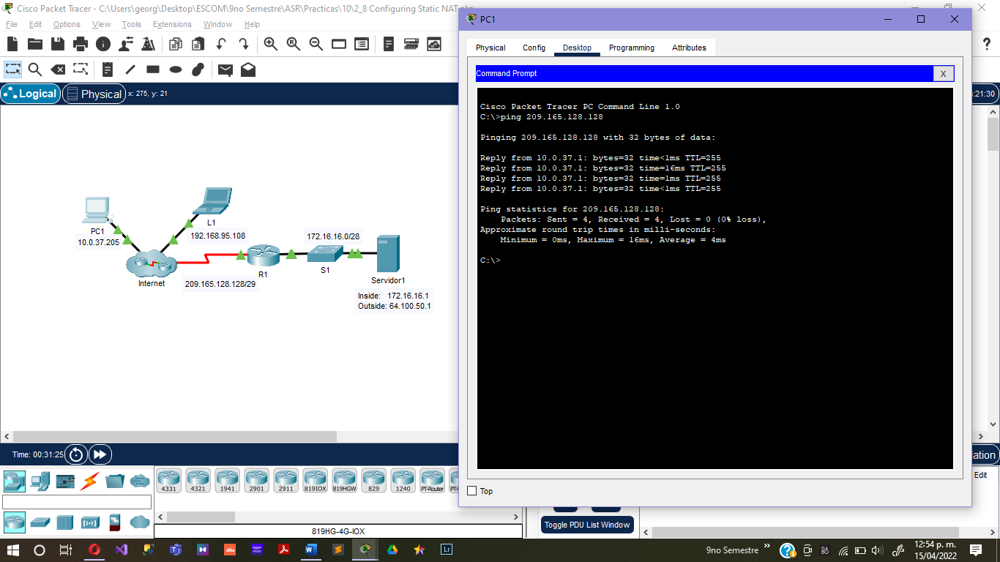 Cisco Packet Tracer - C:\Users\georg\Desktop\ESCOM\9no Semestre\ASR\Practicas\10\2_8 Configuring Static NAT
File Edit Options View Tools Extensions Window Help
?
Logical Physical x: 275, y: 21
:21:30
PC1
Physical Config Desktop Programming Attributes
Command Prompt X
Cisco Packet Tracer PC Command Line 1.0
C:\>ping 209.165.128.128
Pinging 209.165.128.128 with 32 bytes of data:
Reply from 10.0.37.1: bytes=32 time<1ms TTL=255
Reply from 10.0.37.1: bytes=32 time=16ms TTL=255
Reply from 10.0.37.1: bytes=32 time=1ms TTL=255
Reply from 10.0.37.1: bytes=32 time<1ms TTL=255
Ping statistics for 209.165.128.128:
Packets: Sent = 4, Received = 4, Lost = 0 (0% loss),
Approximate round trip times in milli-seconds:
Minimum = 0ms, Maximum = 16ms, Average = 4ms
C:\>
Top
PC1
10.0.37.205
L1
192.168.95.108
Internet
209.165.128.128/29
R1
172.16.16.0/28
S1
Servidor1
Inside: 172.16.16.1
Outside: 64.100.50.1
Time: 00:31:25
4331 4321 1941 2901 2911 819IOX 819HGW 829 1240 PT-Router
819HG-4G-IOX
Edit
Toggle PDU List Window
9no Semestre
12:54 p. m.
15/04/2022